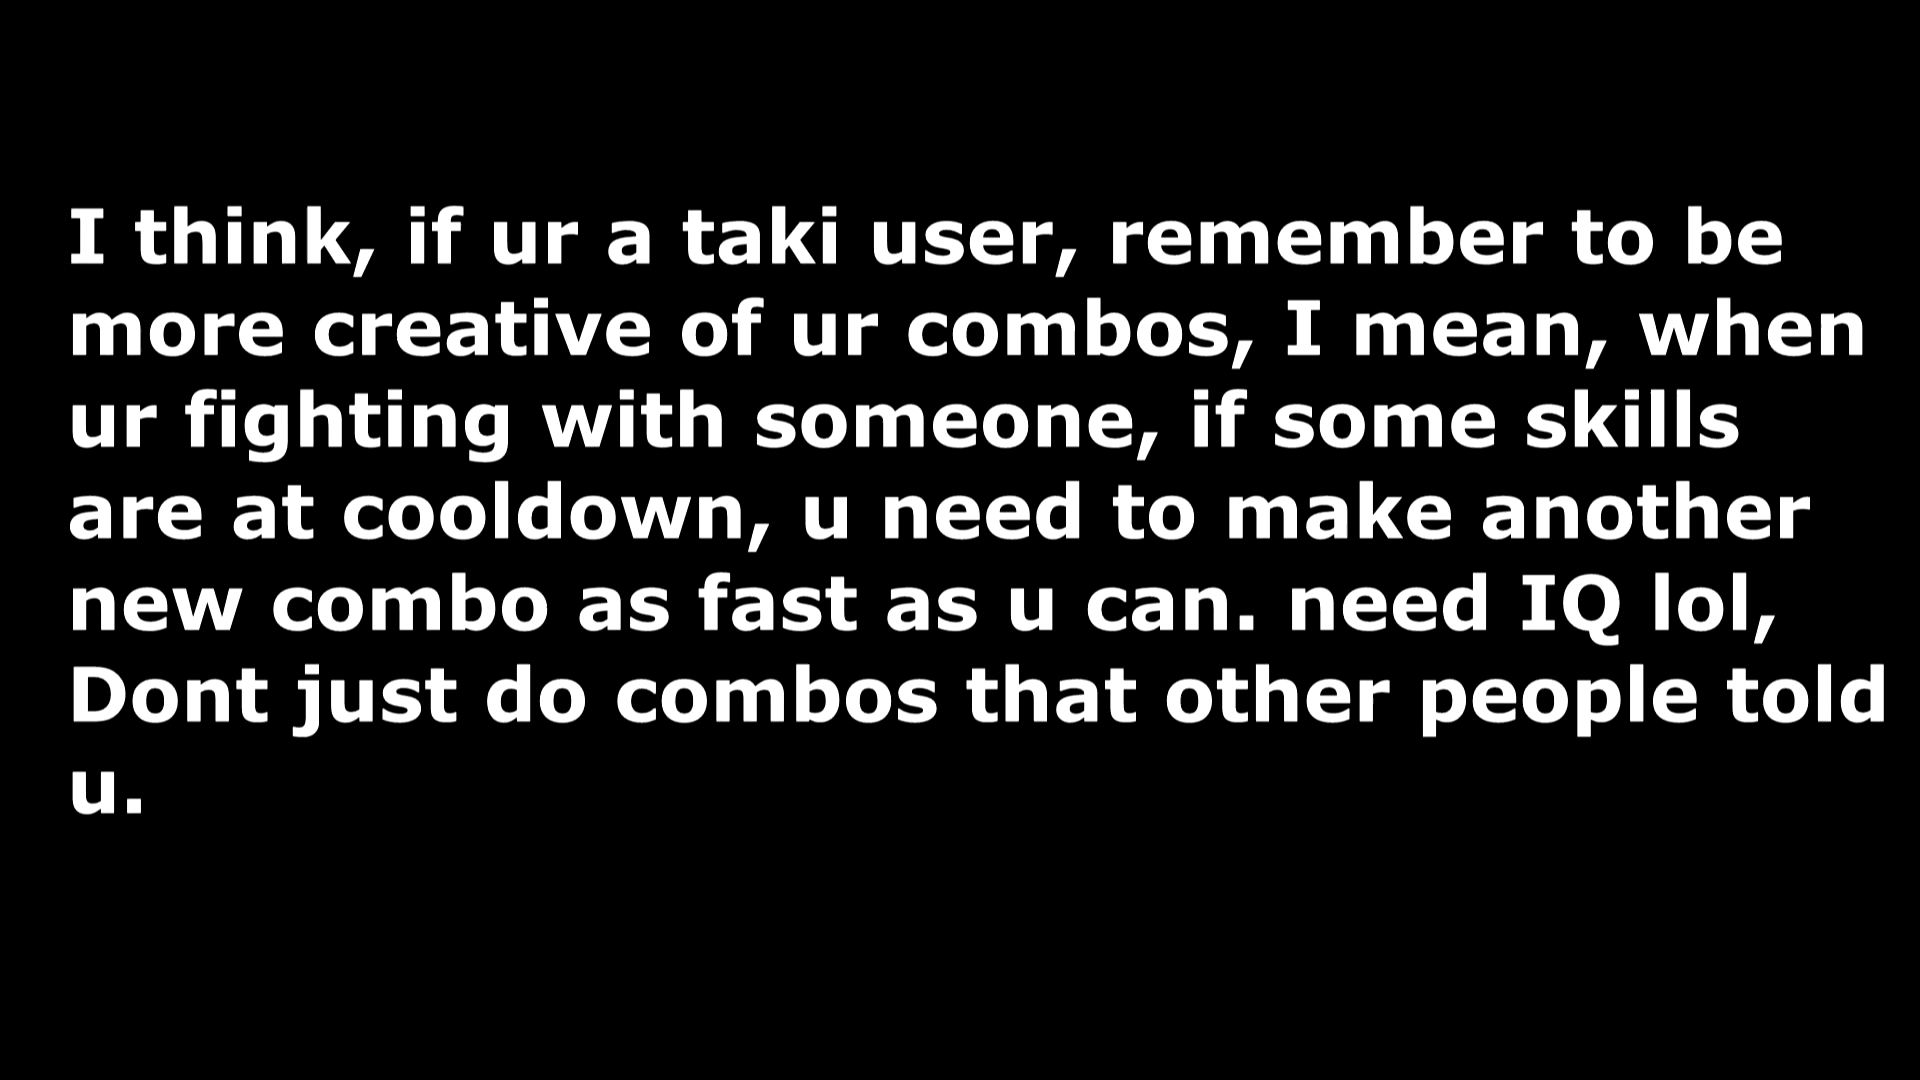 I think, if ur a taki user, remember to be
more creative of ur combos, I mean, when
ur fighting with someone, if some skills
are at cooldown, u need to make another
new combo as fast as u can. need IQ lol,
Dont just do combos that other people told
u.